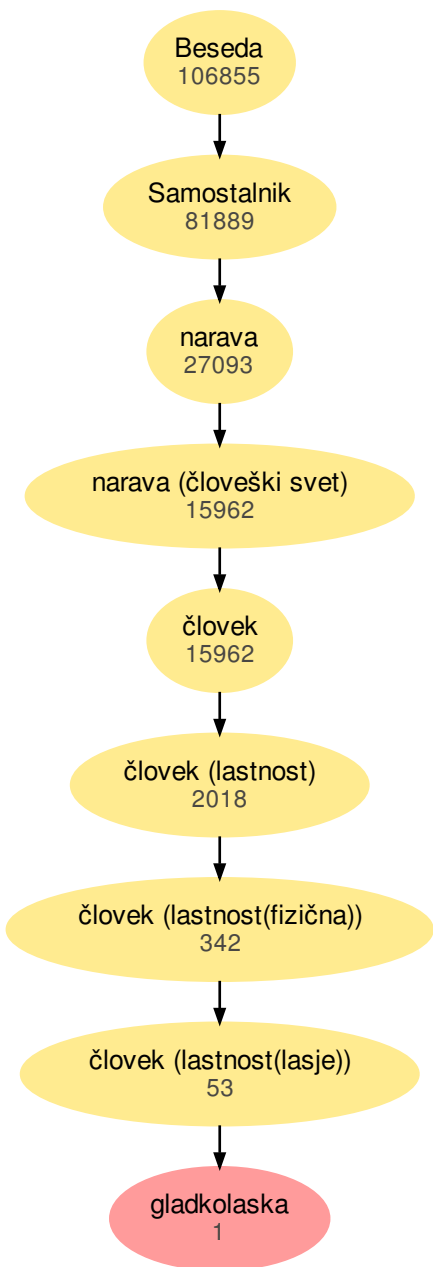 Beseda
106855
Samostalnik
81889
narava
27093
narava (človeški svet)
15962
človek
15962
človek (lastnost)
2018
človek (lastnost(fizična))
342
človek (lastnost(lasje))
53
gladkolaska
1